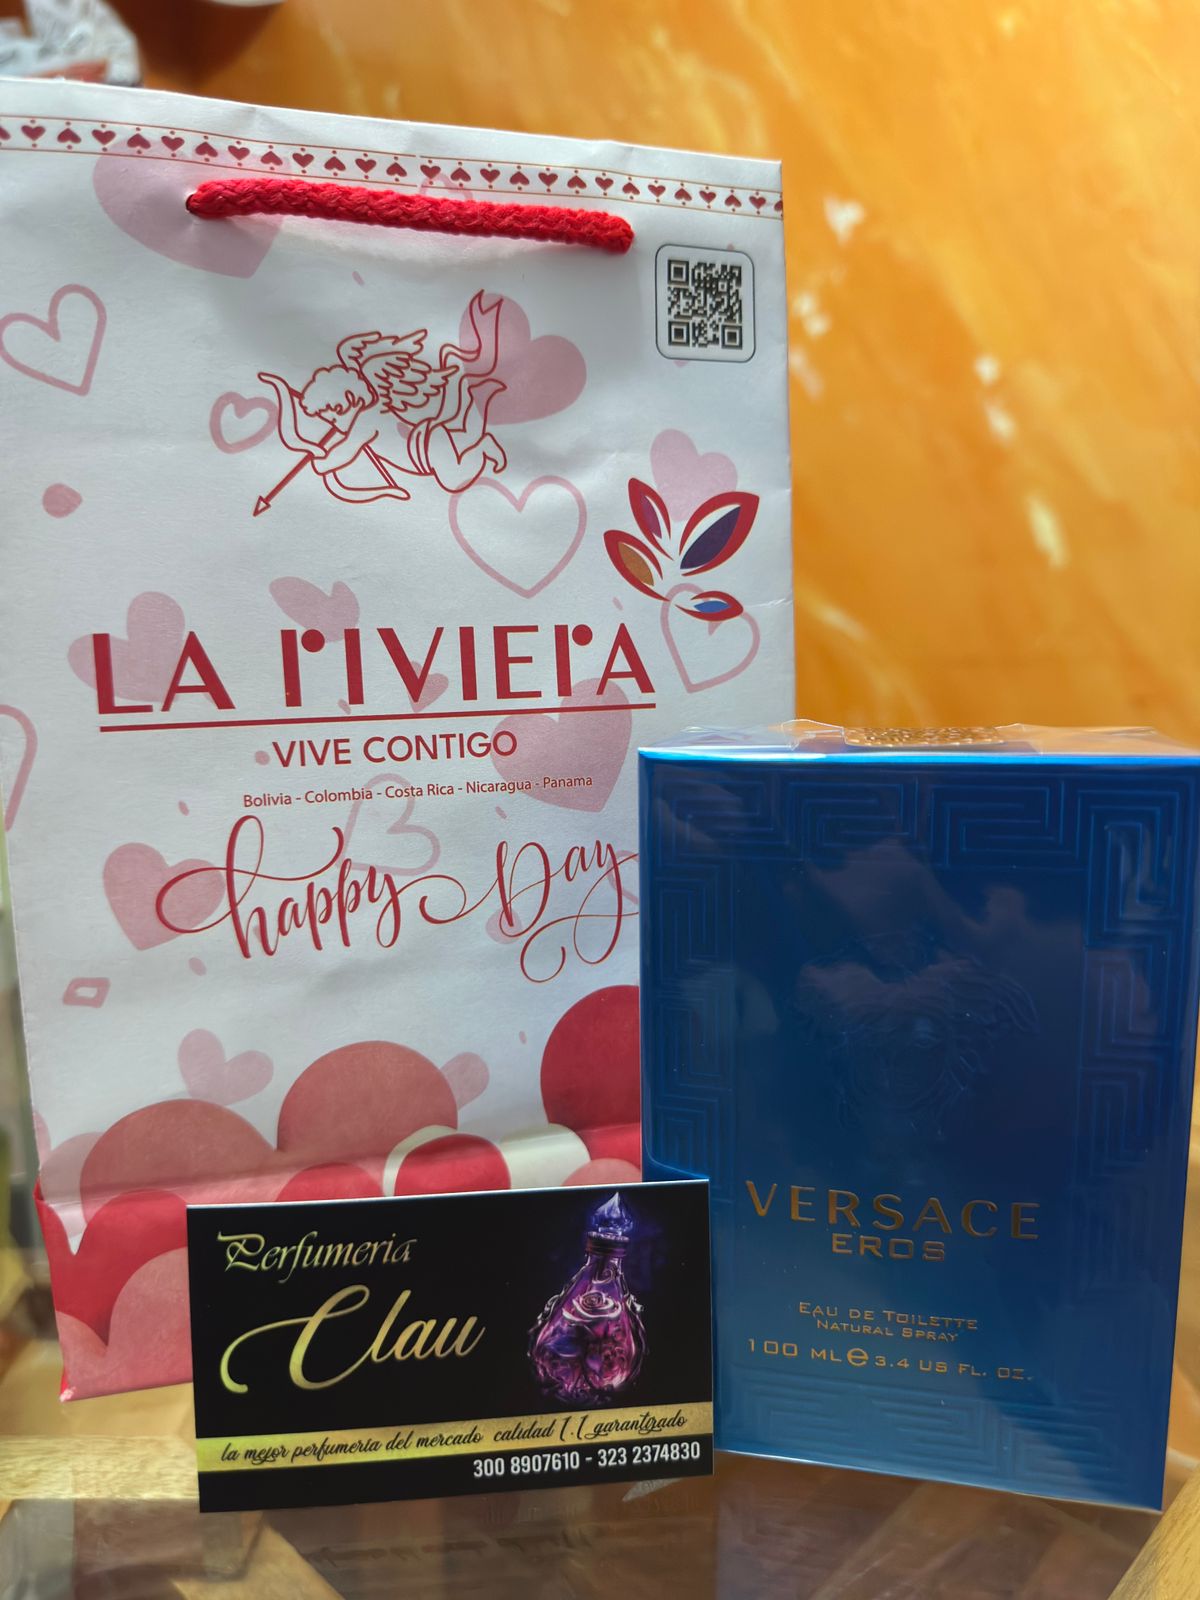 LA rIVIErA
VIVE CONTIGO
Bolivia - Colombia - Costa Rica - Nicaragua - Panama
happy Day
VERSACE
EROS
EAU DE TOILETTE
NATURAL SPRAY
100 ML e 3.4 US FL. OZ.
Perfumeria
Clau
la mejor perfumeria del mercado calidad 1.1 garantizado
300 8907610 - 323 2374830